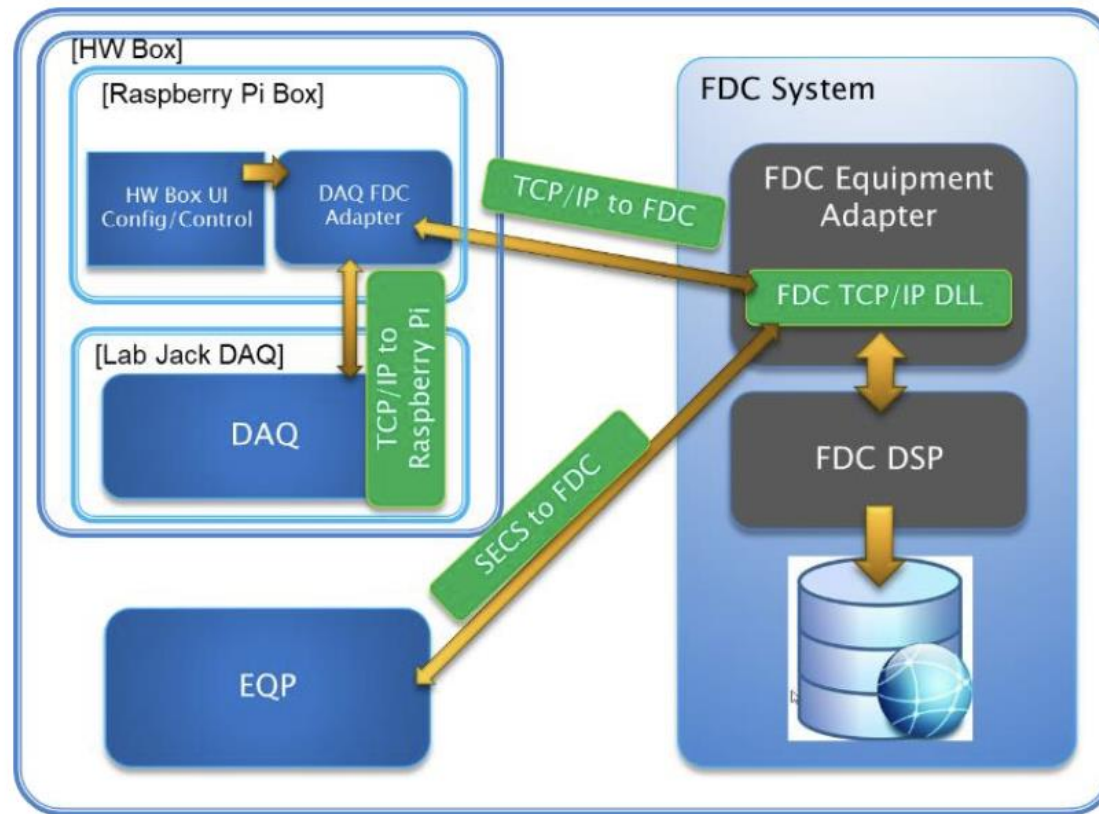 [HW Box]
[Raspberry Pi Box]
HW Box UI
Config/Control
DAQ FDC
Adapter
TCP/IP to
Raspberry Pi
[Lab Jack DAQ]
DAQ
EQP
TCP/IP to FDC
SECS to FDC
FDC System
FDC Equipment
Adapter
FDC TCP/IP DLL
FDC DSP